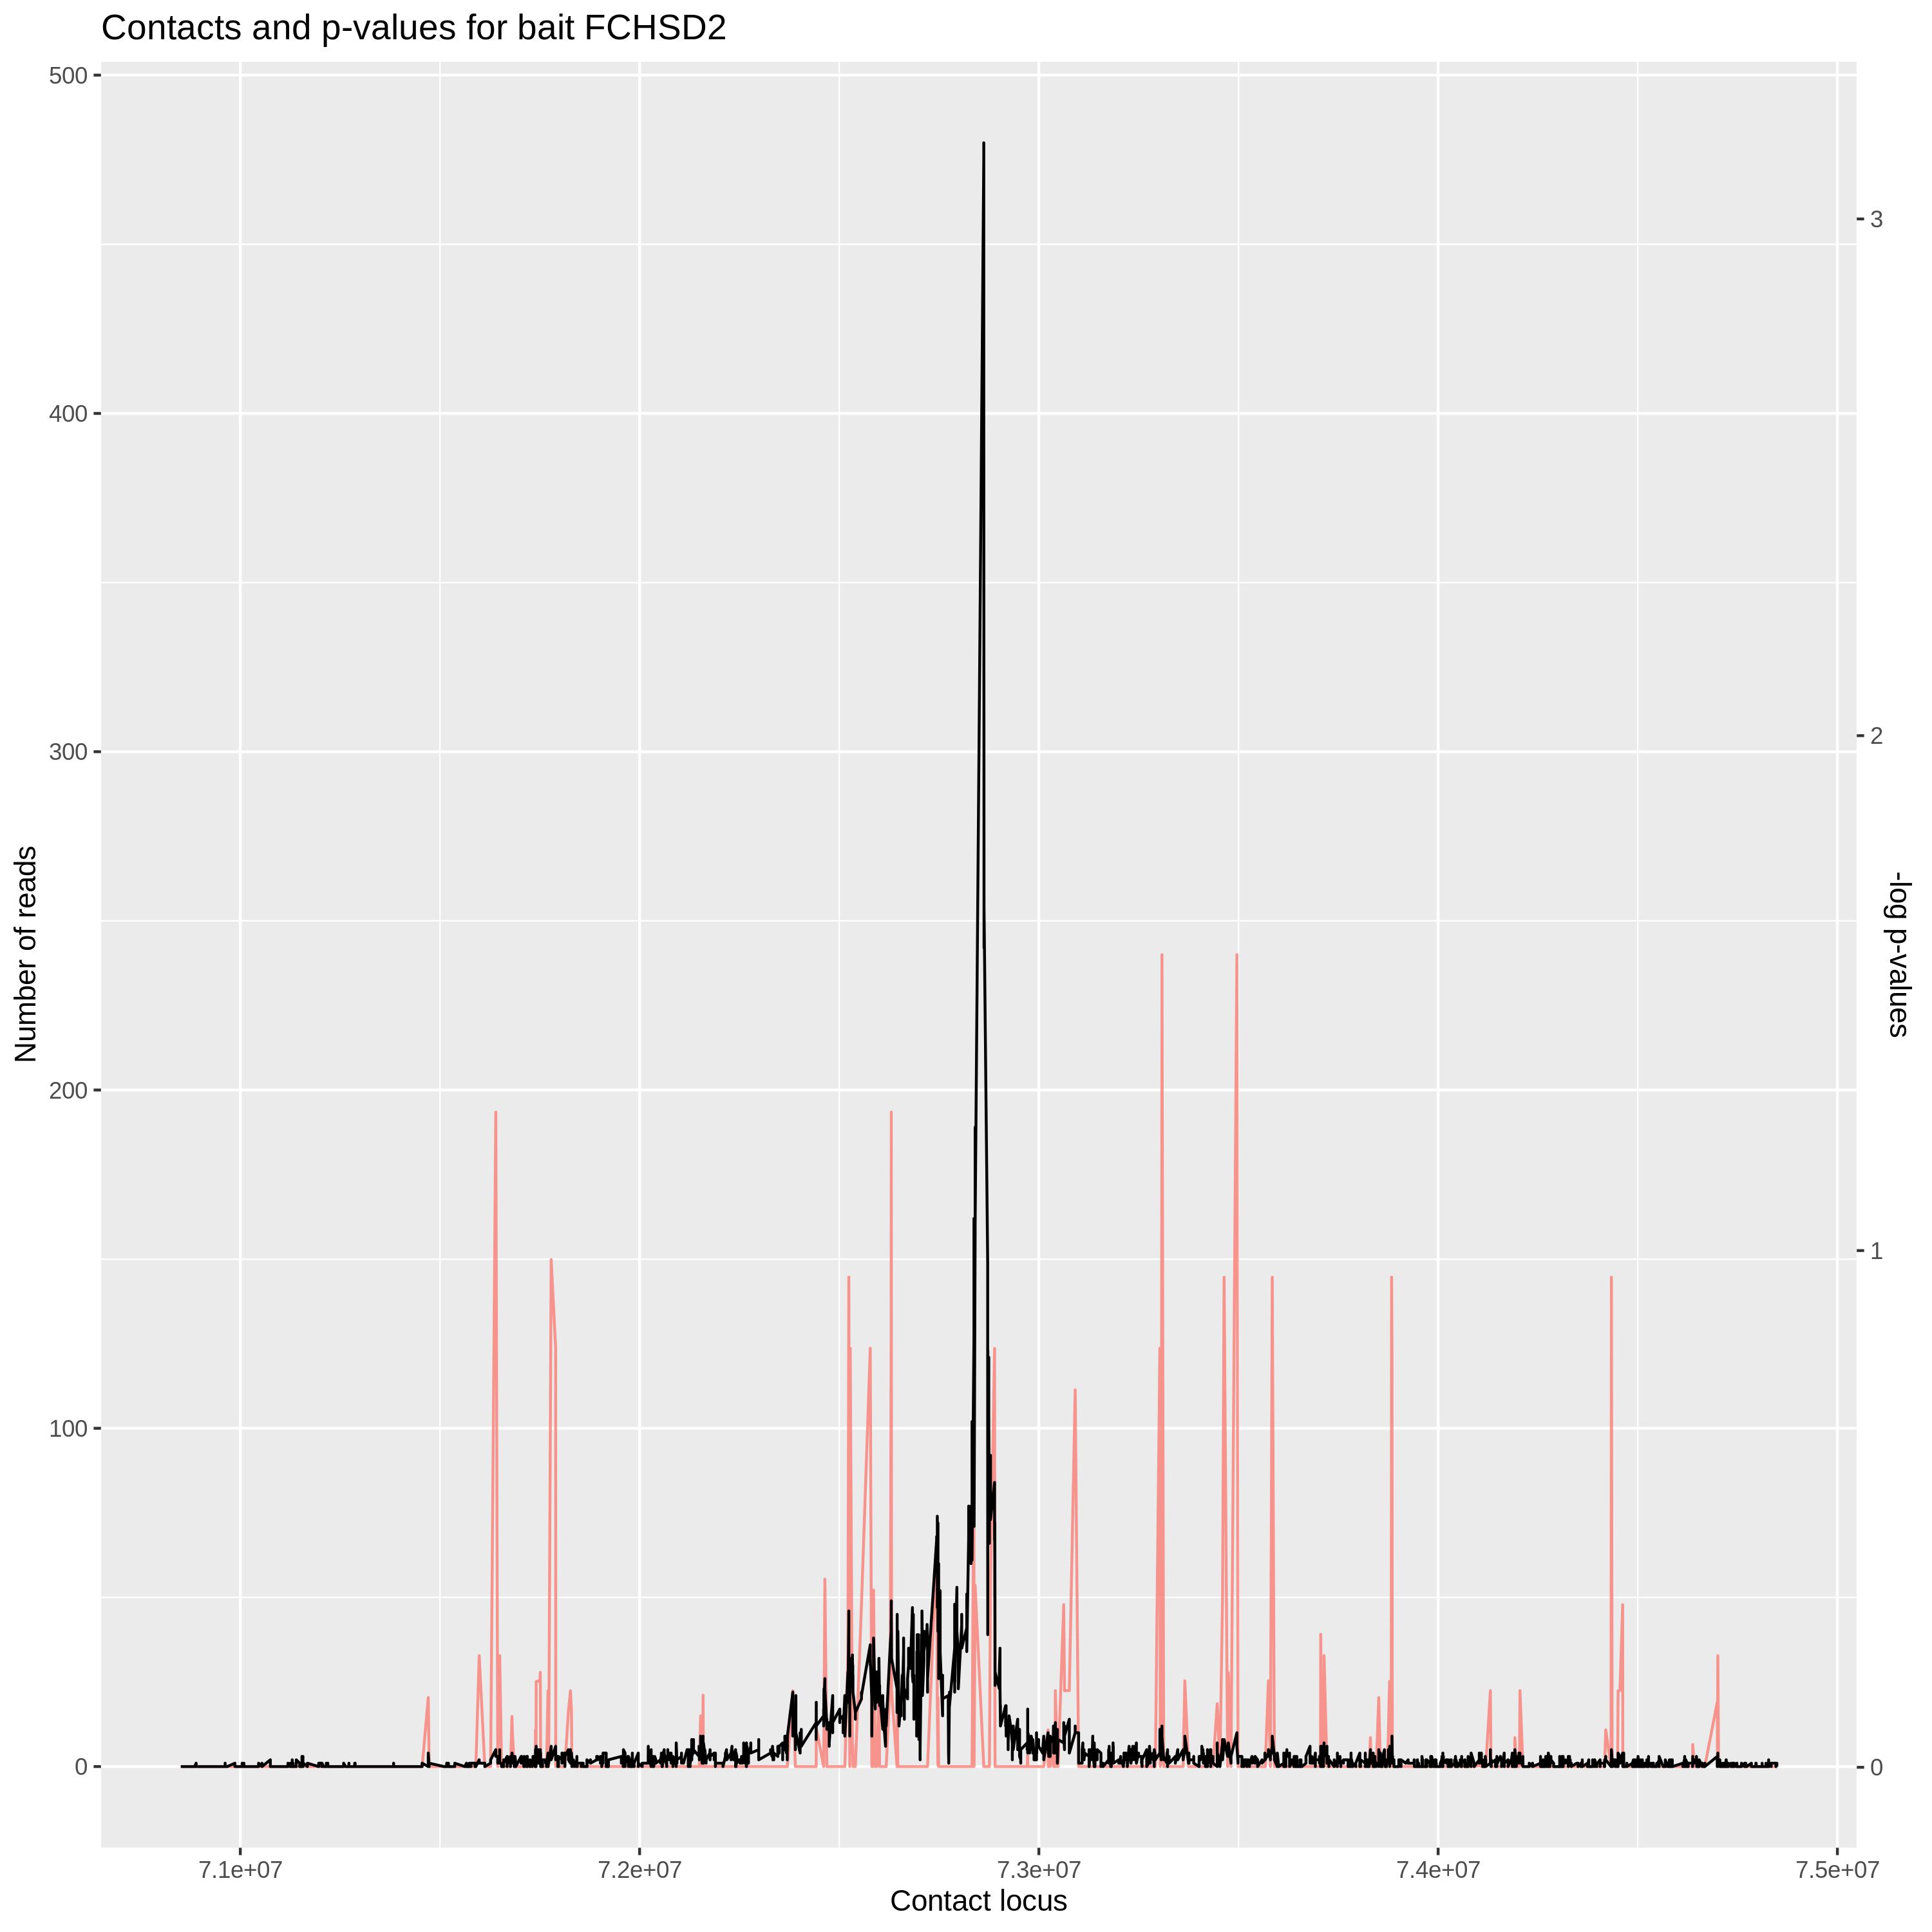 Contacts and p-values for bait FCHSD2
500
400
300
200
100
0
Number of reads
3
2
1
0
-log p-values
7.1e+07
7.2e+07
7.3e+07
7.4e+07
7.5e+07
Contact locus